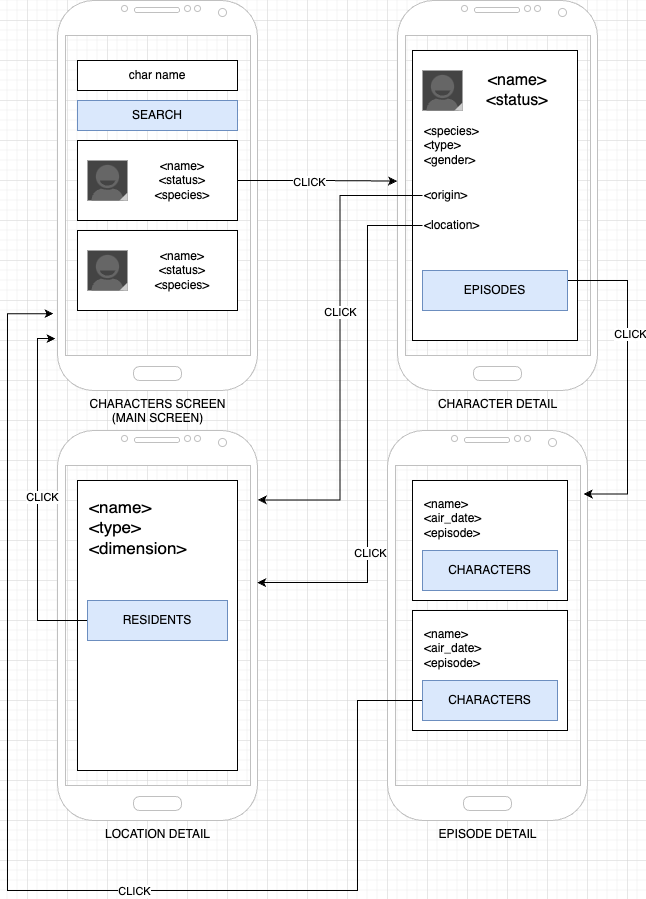 char name
SEARCH
<name>
<status>
<species>
<name>
<status>
<species>
CHARACTERS SCREEN
(MAIN SCREEN)
CLICK
<name>
<status>
<species>
<type>
<gender>
<origin>
<location>
EPISODES
CHARACTER DETAIL
CLICK
CLICK
CLICK
CLICK
<name>
<type>
<dimension>
RESIDENTS
LOCATION DETAIL
<name>
<air_date>
<episode>
CHARACTERS
<name>
<air_date>
<episode>
CHARACTERS
EPISODE DETAIL
CLICK